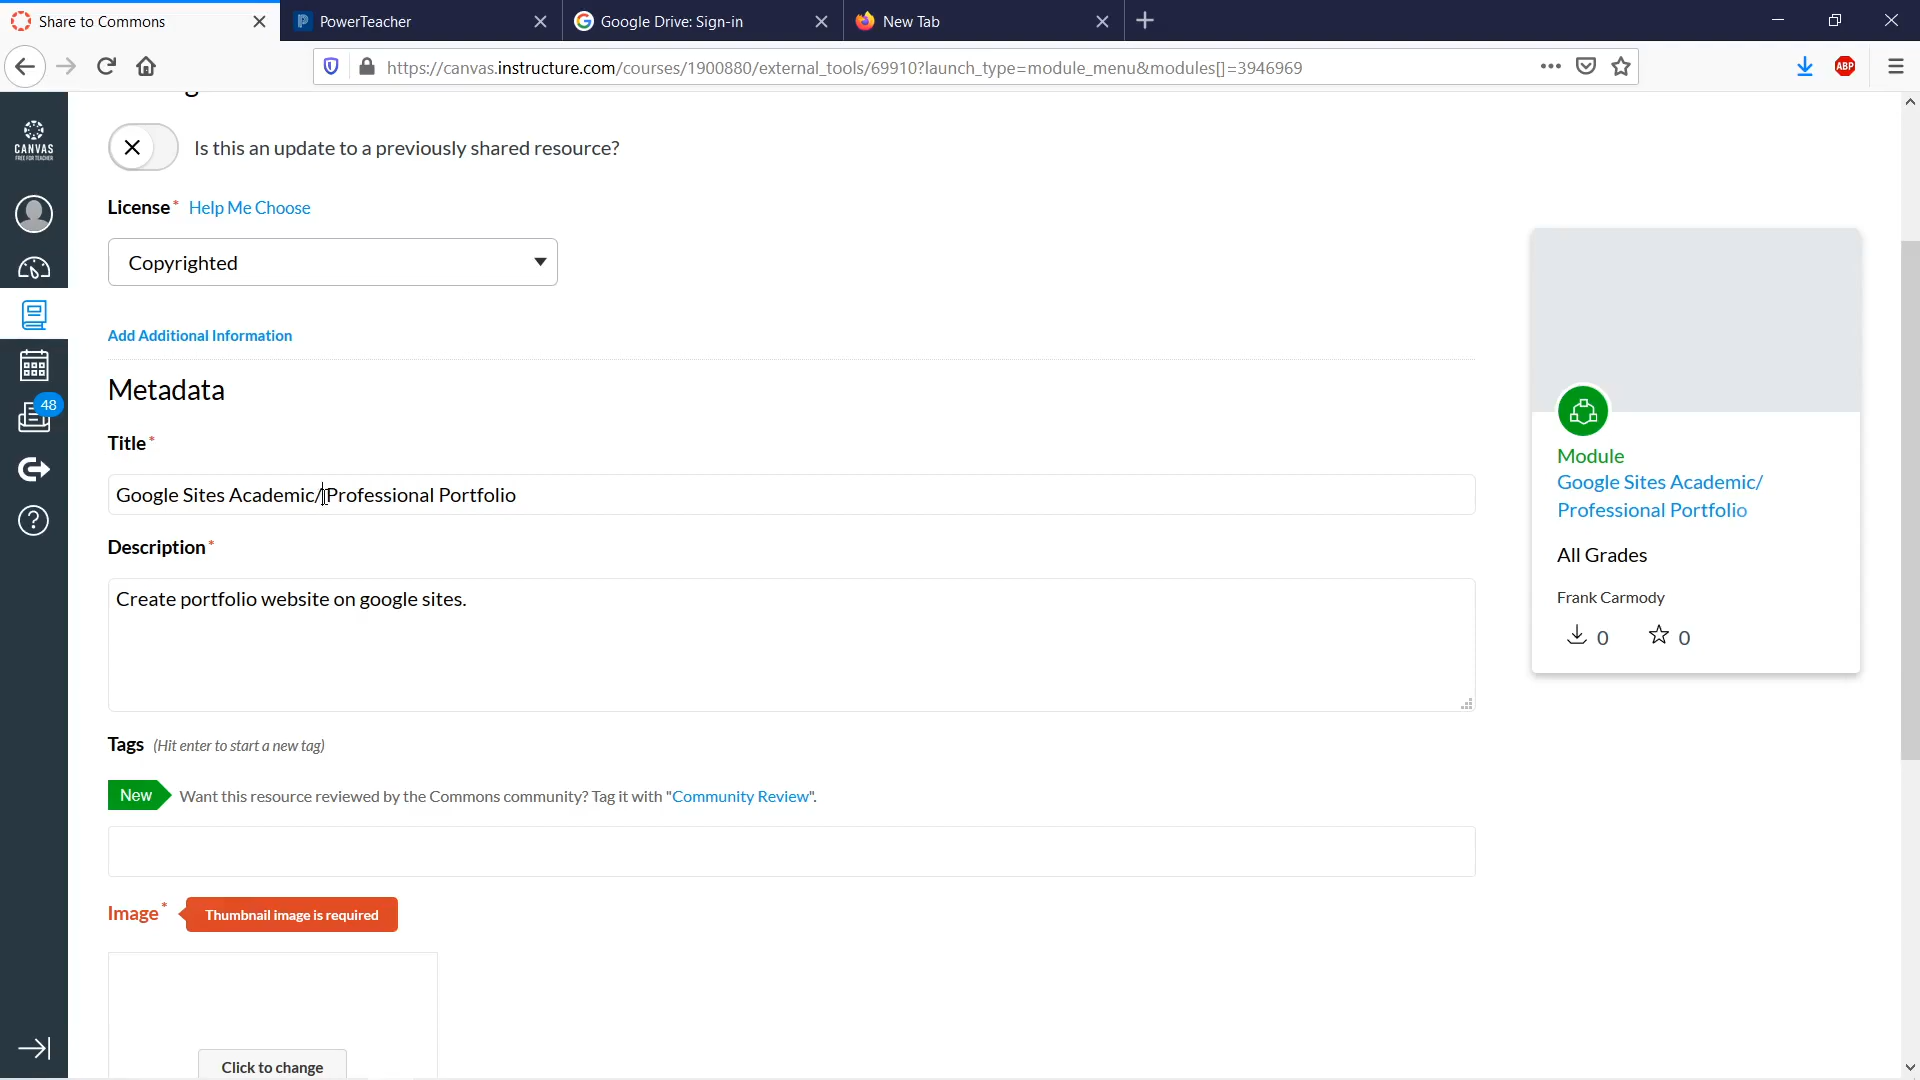 Share to Commons
PowerTeacher
Google Drive: Sign-in
New Tab
https://canvas.instructure.com/courses/1900880/external_tools/69910?launch_type=module_menu&modules[]=3946969
ABP
CANVAS
FREE FOR TEACHER
48
Is this an update to a previously shared resource?
License* Help Me Choose
Copyrighted
Add Additional Information
Metadata
Title*
Google Sites Academic/Professional Portfolio
Description*
Create portfolio website on google sites.
Tags (Hit enter to start a new tag)
New Want this resource reviewed by the Commons community? Tag it with "Community Review".
Image* Thumbnail image is required
Click to change
Module
Google Sites Academic/
Professional Portfolio
All Grades
Frank Carmody
0 0